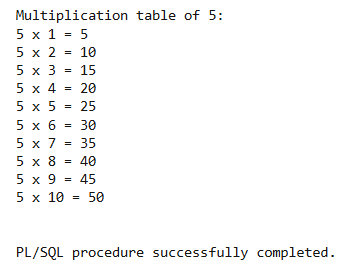 Multiplication table of 5:
5 x 1 = 5
5 x 2 = 10
5 x 3 = 15
5 x 4 = 20
5 x 5 = 25
5 x 6 = 30
5 x 7 = 35
5 x 8 = 40
5 x 9 = 45
5 x 10 = 50
PL/SQL procedure successfully completed.